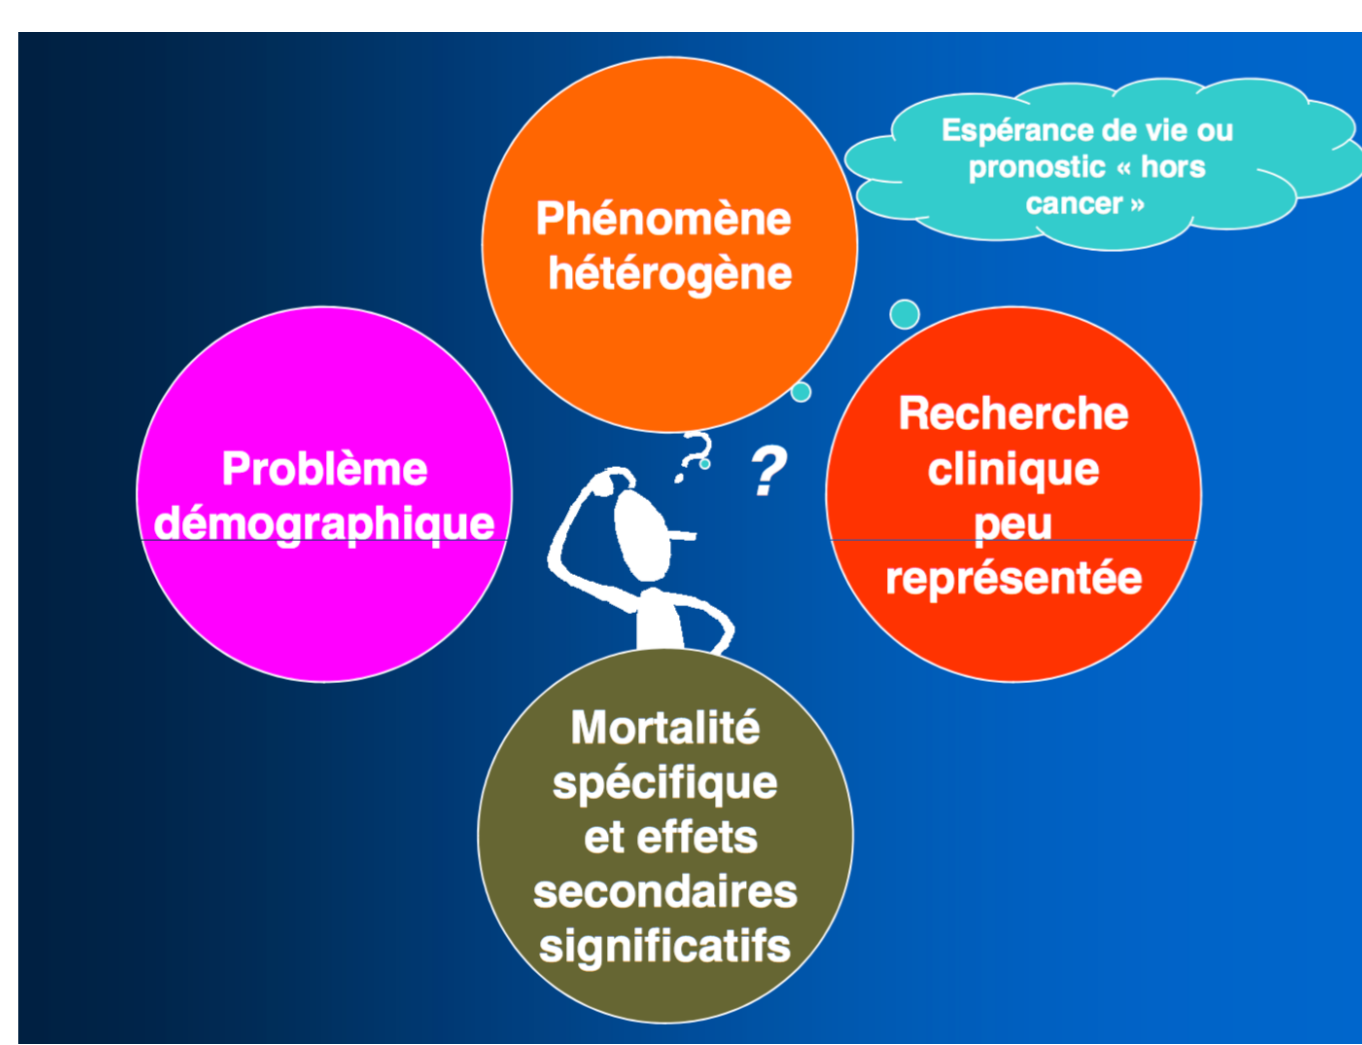 Phénomène
hétérogène
Espérance de vie ou
pronostic « hors
cancer »
Problème
démographique
? ?
Recherche
clinique
peu
représentée
Mortalité
spécifique
et effets
secondaires
significatifs